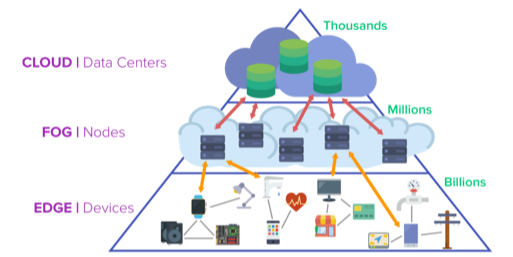 Thousands
CLOUD | Data Centers
Millions
FOG | Nodes
Billions
EDGE | Devices